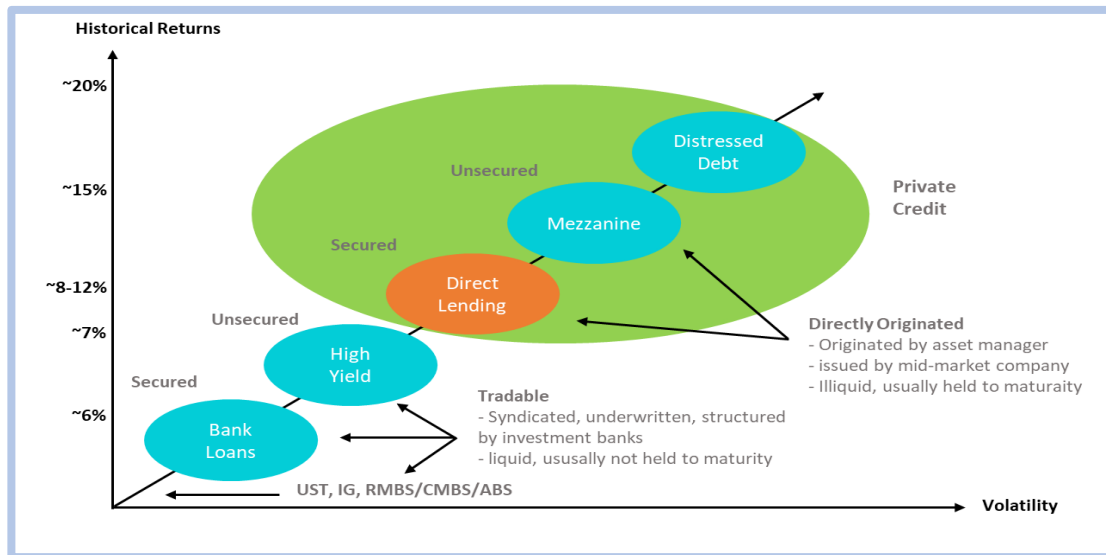 Historical Returns
~20%
Distressed
Debt
Unsecured
~15%
Private
Credit
Mezzanine
Secured
~8-12%
Direct
Lending
Unsecured
~7%
Directly Originated
- Originated by asset manager
- issued by mid-market company
- Illiquid, usually held to maturaity
High
Yield
Secured
Tradable
- Syndicated, underwritten, structured
by investment banks
- liquid, ususally not held to maturity
~6%
Bank
Loans
UST, IG, RMBS/CMBS/ABS
Volatility